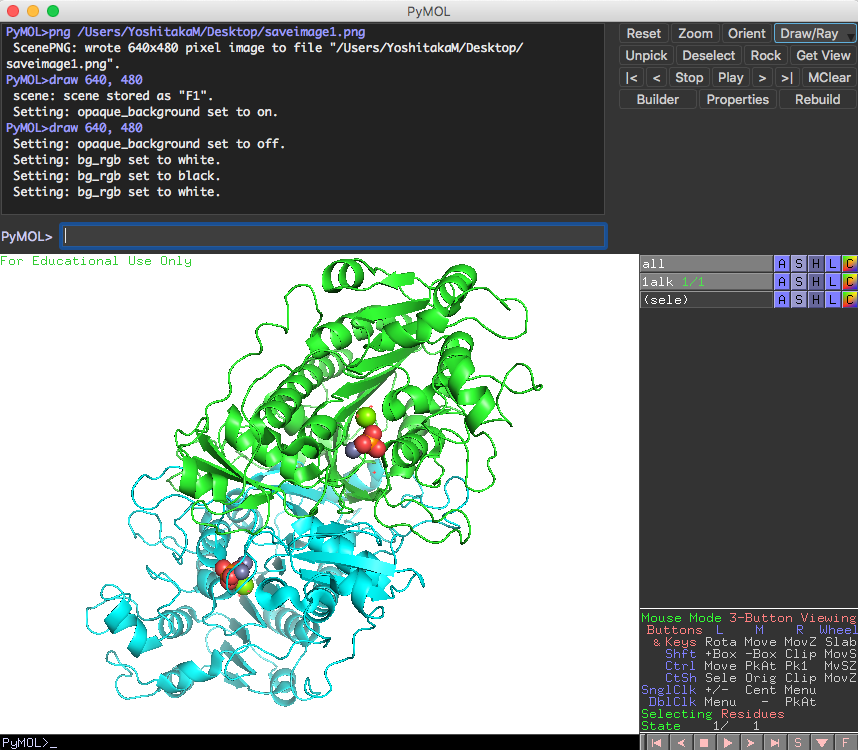 PyMOL
PyMOL>png /Users/YoshitakaM/Desktop/saveimage1.png
ScenePNG: wrote 640x480 pixel image to file "/Users/YoshitakaM/Desktop/
saveimage1.png".
PyMOL>draw 640, 480
scene: scene stored as "F1".
Setting: opaque_background set to on.
PyMOL>draw 640, 480
Setting: opaque_background set to off.
Setting: bg_rgb set to white.
Setting: bg_rgb set to black.
Setting: bg_rgb set to white.
Reset Zoom Orient Draw/Ray
Unpick Deselect Rock Get View
|< < Stop Play > >| MClear
Builder Properties Rebuild
PyMOL>
For Educational Use Only
all A S H L C
1alk 1/1 A S H L C
(sele) A S H L C
Mouse Mode 3-Button Viewing
Buttons L M R Wheel
& Keys Rota Move MovZ Slab
Shft +Box -Box Clip MovS
Ctrl Move PkAt Pk1 MvSZ
CtSh Sele Orig Clip MovZ
SnglClk +/- Cent Menu
DblClk Menu - PkAt
Selecting Residues
State 1/ 1
PyMOL>_
S F